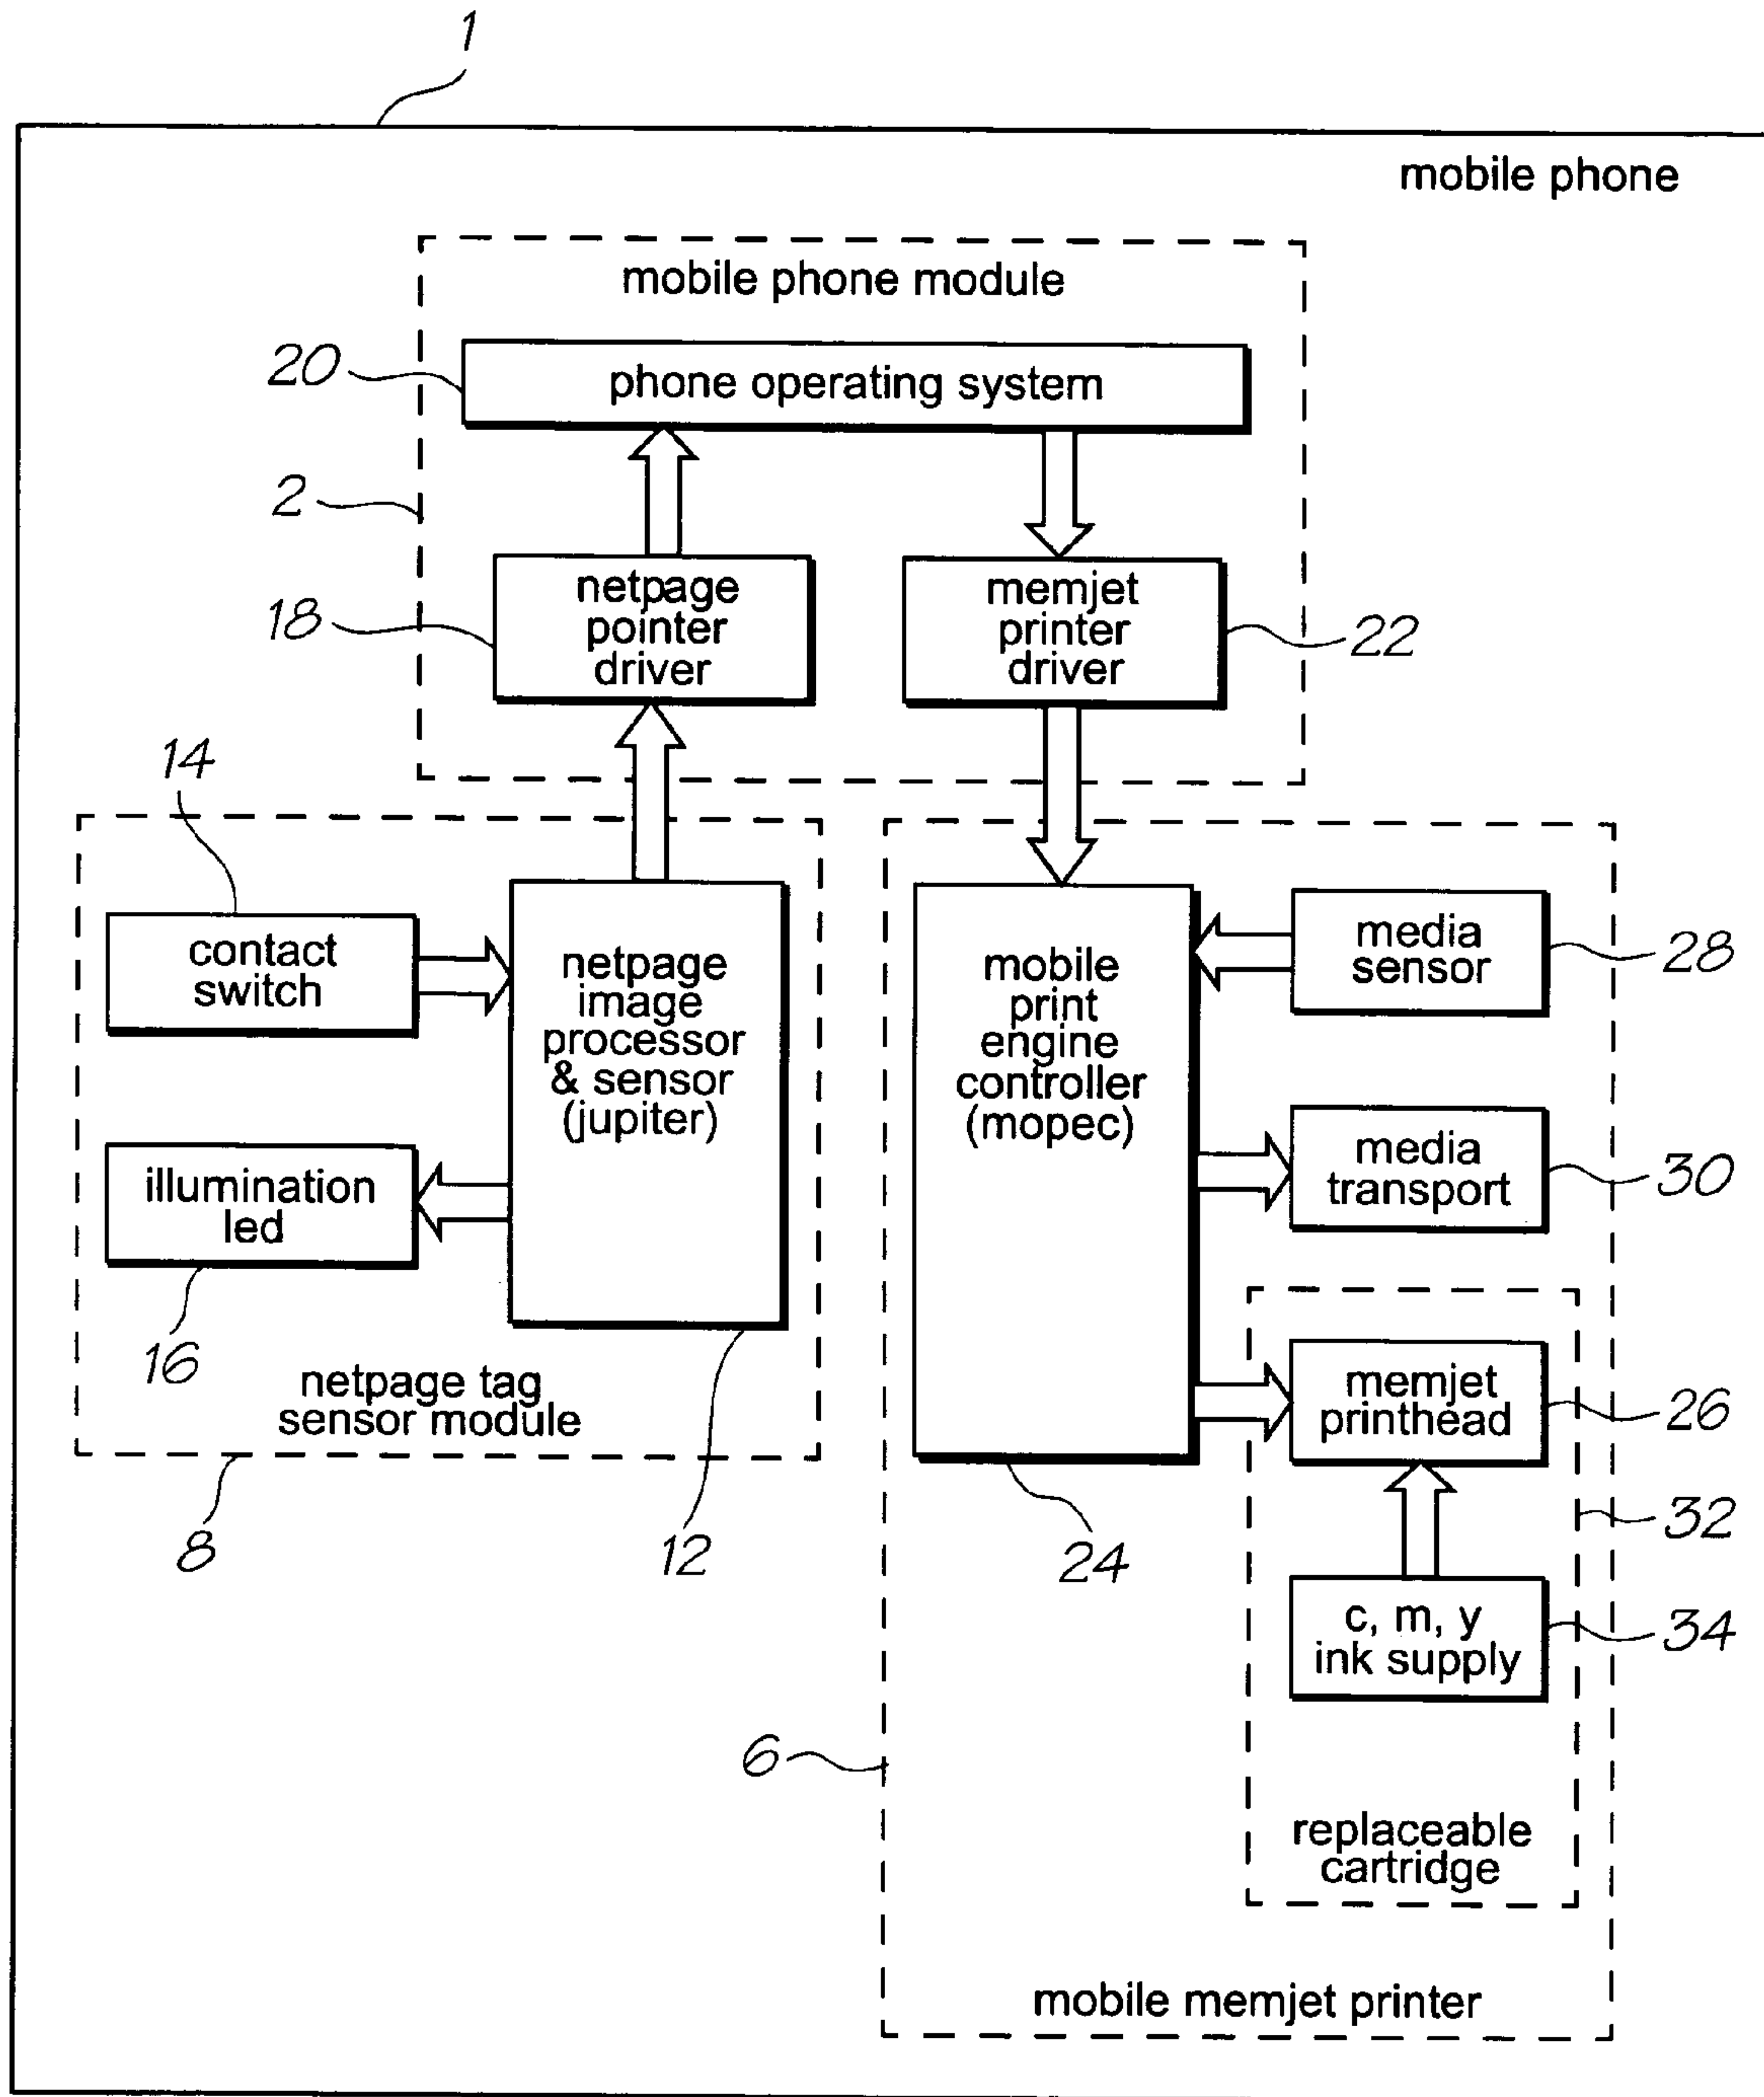 1
mobile phone
mobile phone module
20
phone operating system
2
18
netpage
pointer
driver
memjet
printer
driver
22
14
contact
switch
netpage
image
processor
& sensor
(jupiter)
illumination
led
16
netpage tag
sensor module
8
12
mobile
print
engine
controller
(mopec)
24
media
sensor
28
media
transport
30
memjet
printhead
26
32
c, m, y
ink supply
34
6
replaceable
cartridge
mobile memjet printer